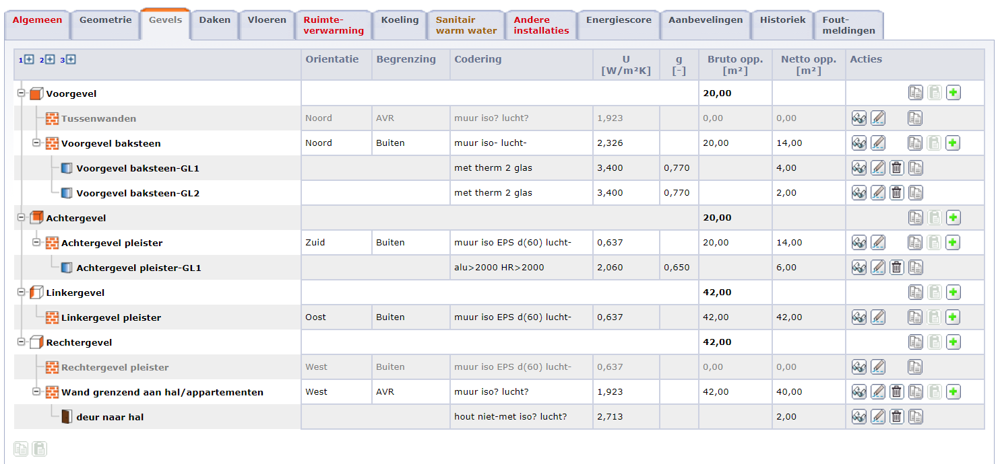 Algemeen Geometrie Gevels Daken Vloeren Ruimte-verwarming Koeling Sanitair warm water Andere installaties Energiescore Aanbevelingen Historiek Fout-meldingen
1 2 3 Orientatie Begrenzing Codering U [W/m²K] g [-] Bruto opp. [m²] Netto opp. [m²] Acties
Voorgevel 20,00
Tussenwanden Noord AVR muur iso? lucht? 1,923 0,00 0,00
Voorgevel baksteen Noord Buiten muur iso- lucht- 2,326 20,00 14,00
Voorgevel baksteen-GL1 met therm 2 glas 3,400 0,770 4,00
Voorgevel baksteen-GL2 met therm 2 glas 3,400 0,770 2,00
Achtergevel 20,00
Achtergevel pleister Zuid Buiten muur iso EPS d(60) lucht- 0,637 20,00 14,00
Achtergevel pleister-GL1 alu>2000 HR>2000 2,060 0,650 6,00
Linkergevel 42,00
Linkergevel pleister Oost Buiten muur iso EPS d(60) lucht- 0,637 42,00 42,00
Rechtergevel 42,00
Rechtergevel pleister West Buiten muur iso EPS d(60) lucht- 0,637 0,00 0,00
Wand grenzend aan hal/appartementen West AVR muur iso? lucht? 1,923 42,00 40,00
deur naar hal hout niet-met iso? lucht? 2,713 2,00